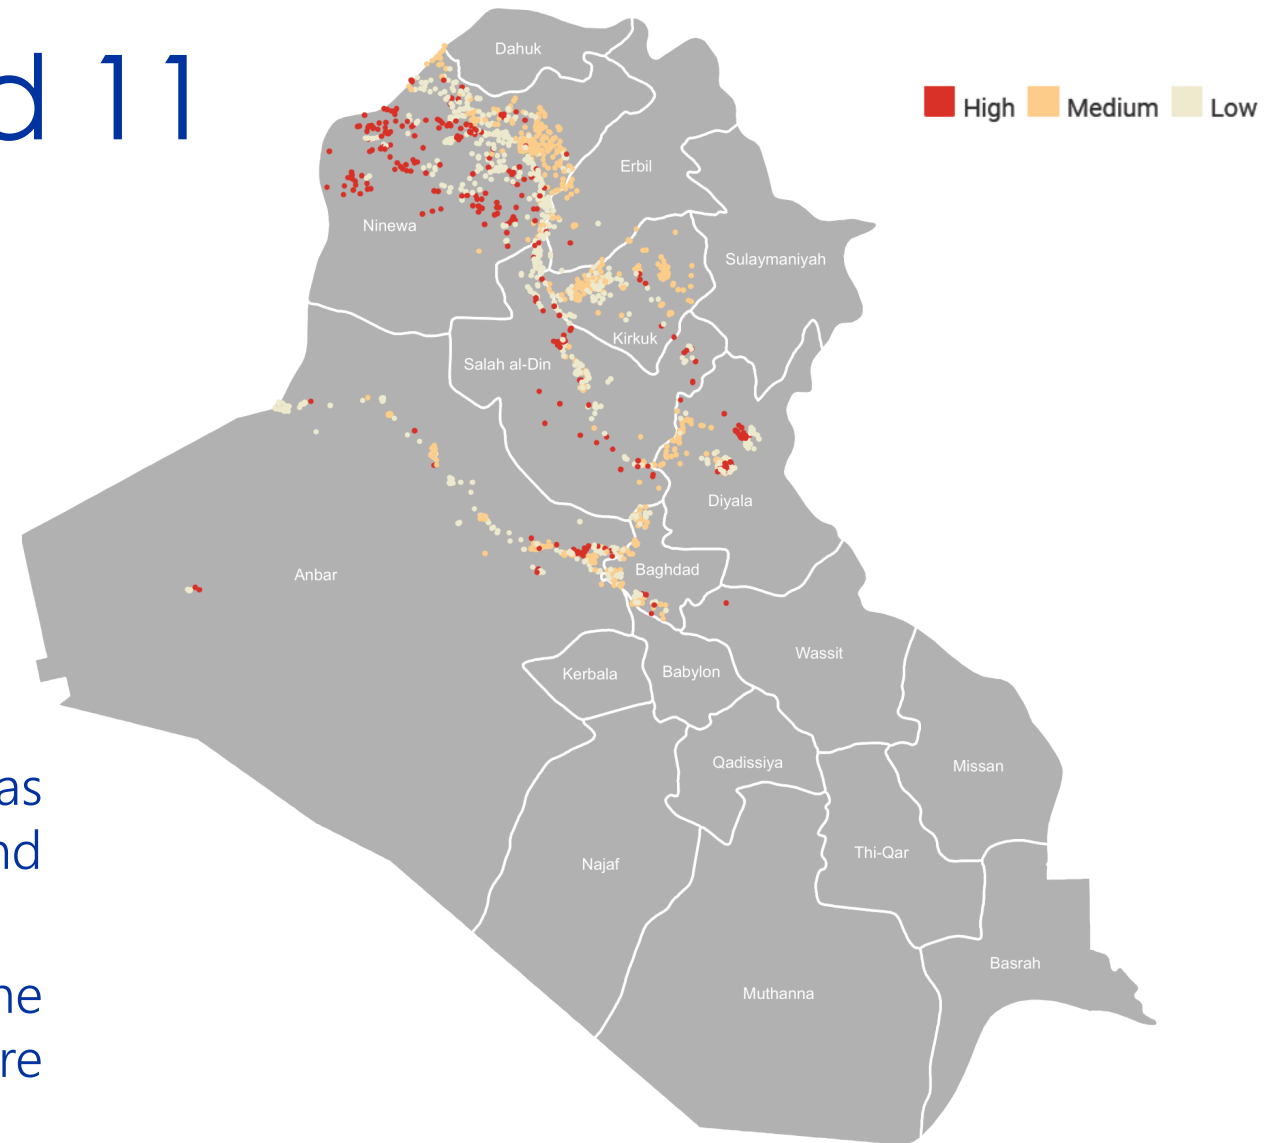 d 11
High Medium Low
Dahuk
Erbil
Ninewa
Sulaymaniyah
Kirkuk
Salah al-Din
Diyala
Baghdad
Anbar
Wassit
Kerbala
Babylon
Qadissiya
Missan
as
nd
Thi-Qar
Najaf
Basrah
Muthanna
ne
re